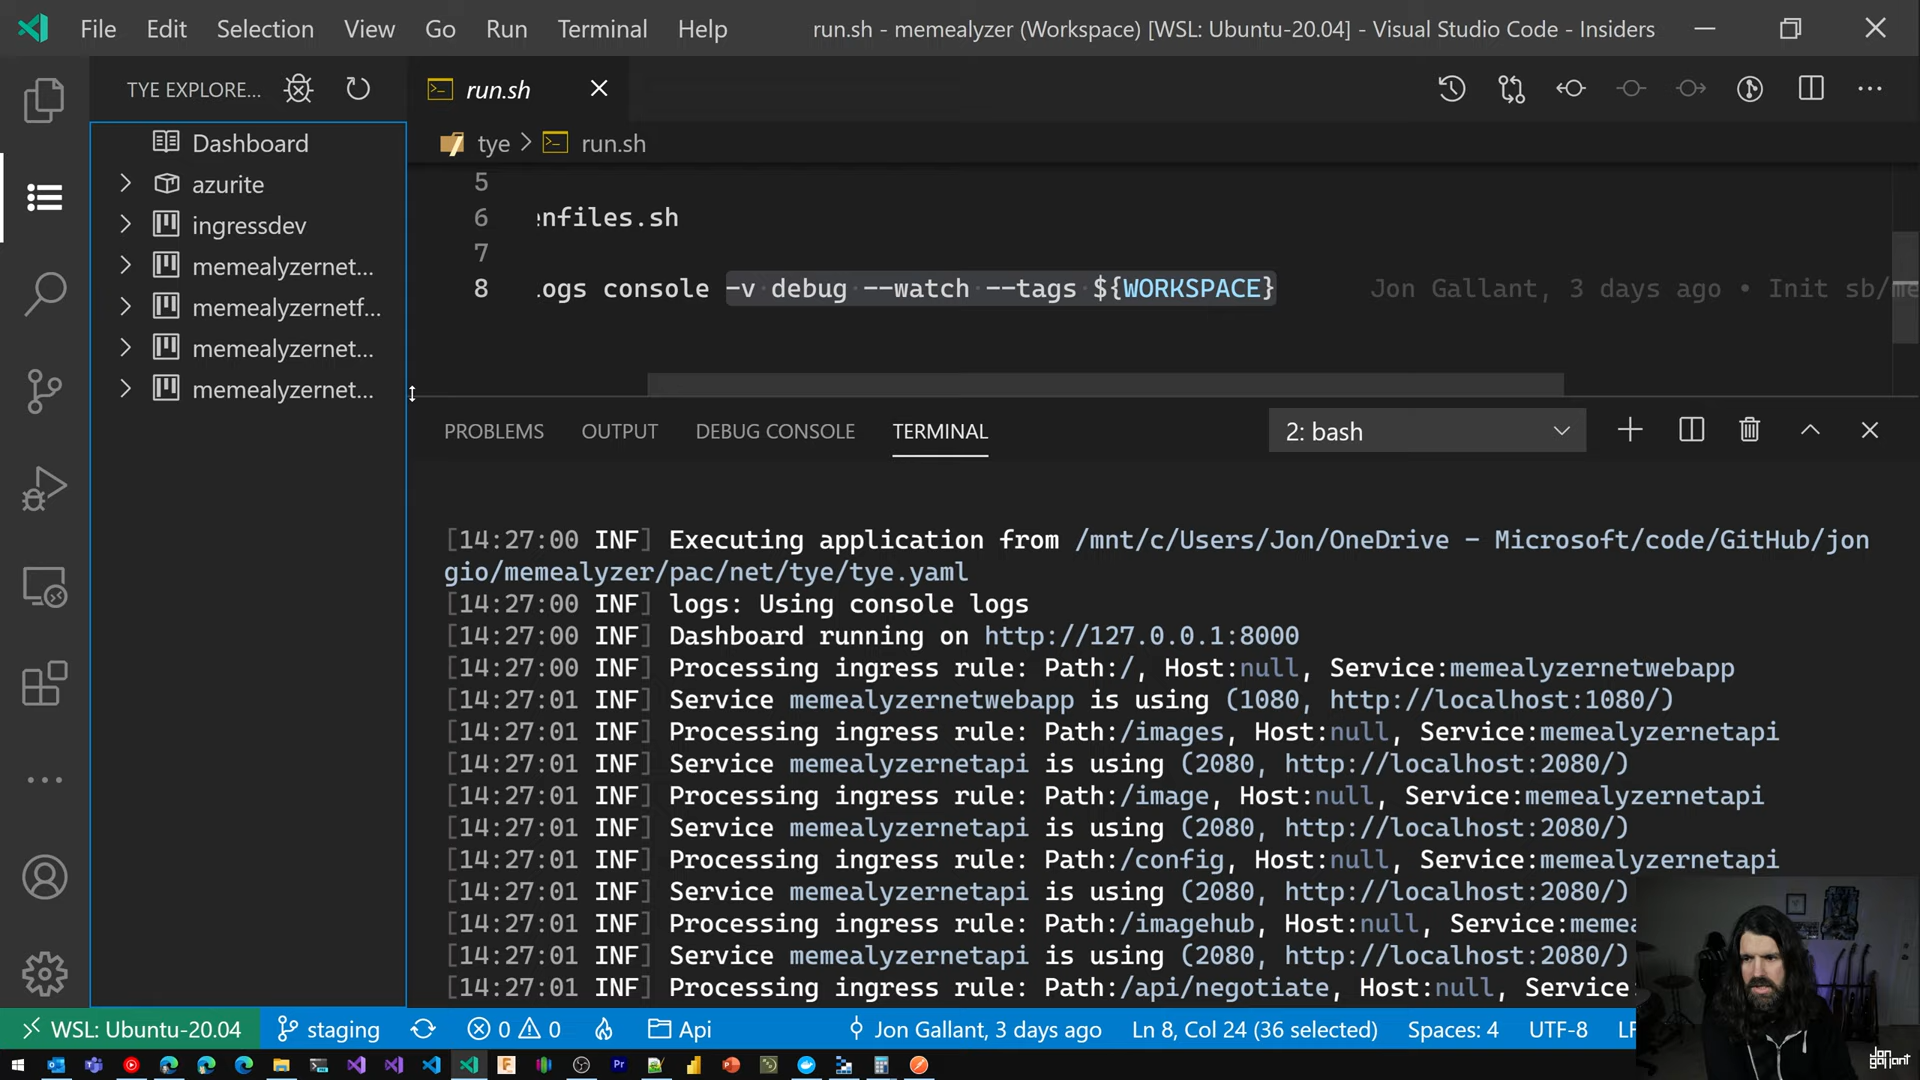 File Edit Selection View Go Run Terminal Help run.sh - memealyzer (Workspace) [WSL: Ubuntu-20.04] - Visual Studio Code - Insiders
TYE EXPLORE... run.sh
Dashboard
azurite
ingressdev
memealyzernet...
memealyzernetf...
memealyzernet...
memealyzernet...
tye > run.sh
5
6 enfiles.sh
7
8 logs console -v debug --watch --tags ${WORKSPACE} Jon Gallant, 3 days ago • Init sb/me
PROBLEMS OUTPUT DEBUG CONSOLE TERMINAL 2: bash
[14:27:00 INF] Executing application from /mnt/c/Users/Jon/OneDrive - Microsoft/code/GitHub/jon
gio/memealyzer/pac/net/tye/tye.yaml
[14:27:00 INF] logs: Using console logs
[14:27:00 INF] Dashboard running on http://127.0.0.1:8000
[14:27:00 INF] Processing ingress rule: Path:/, Host:null, Service:memealyzernetwebapp
[14:27:01 INF] Service memealyzernetwebapp is using (1080, http://localhost:1080/)
[14:27:01 INF] Processing ingress rule: Path:/images, Host:null, Service:memealyzernetapi
[14:27:01 INF] Service memealyzernetapi is using (2080, http://localhost:2080/)
[14:27:01 INF] Processing ingress rule: Path:/image, Host:null, Service:memealyzernetapi
[14:27:01 INF] Service memealyzernetapi is using (2080, http://localhost:2080/)
[14:27:01 INF] Processing ingress rule: Path:/config, Host:null, Service:memealyzernetapi
[14:27:01 INF] Service memealyzernetapi is using (2080, http://localhost:2080/)
[14:27:01 INF] Processing ingress rule: Path:/imagehub, Host:null, Service:meme
[14:27:01 INF] Service memealyzernetapi is using (2080, http://localhost:2080/)
[14:27:01 INF] Processing ingress rule: Path:/api/negotiate, Host:null, Service:
WSL: Ubuntu-20.04 staging 0 0 Api Jon Gallant, 3 days ago Ln 8, Col 24 (36 selected) Spaces: 4 UTF-8 LF
jon gallant